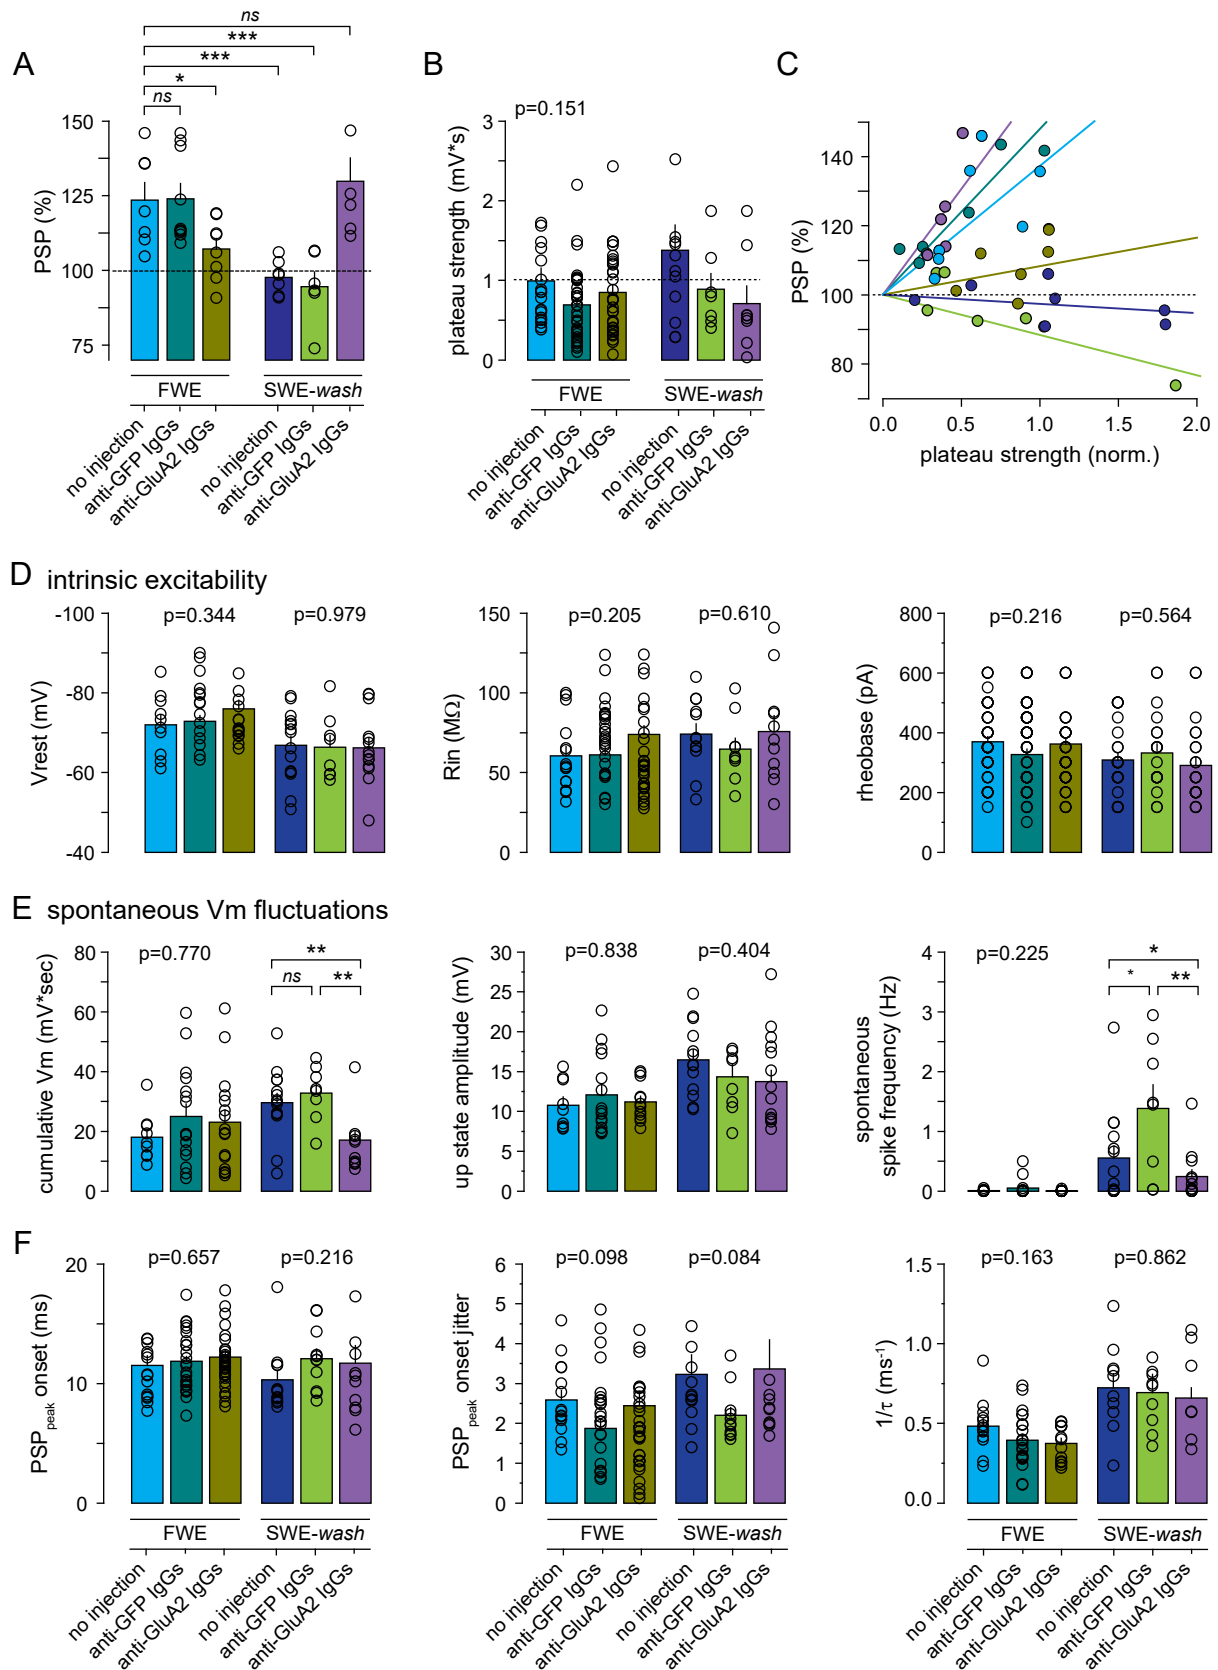 A
ns
***
***
*
ns
PSP (%)
150
125
100
75
FWE
SWE-wash
no injection
anti-GFP IgGs
anti-GluA2 IgGs
no injection
anti-GFP IgGs
anti-GluA2 IgGs
B
p=0.151
plateau strength (mV*s)
3
2
1
0
FWE
SWE-wash
no injection
anti-GFP IgGs
anti-GluA2 IgGs
no injection
anti-GFP IgGs
anti-GluA2 IgGs
C
PSP (%)
140
120
100
80
0.0 0.5 1.0 1.5 2.0
plateau strength (norm.)
D intrinsic excitability
Vrest (mV)
-100
-80
-60
-40
p=0.344 p=0.979
Rin (MΩ)
150
100
50
0
p=0.205 p=0.610
rheobase (pA)
800
600
400
200
0
p=0.216 p=0.564
E spontaneous Vm fluctuations
cumulative Vm (mV*sec)
80
60
40
20
0
p=0.770
**
ns **
up state amplitude (mV)
30
25
20
15
10
5
0
p=0.838 p=0.404
spontaneous
spike frequency (Hz)
4
3
2
1
0
p=0.225
*
* **
F
PSPpeak onset (ms)
20
10
0
p=0.657 p=0.216
FWE
SWE-wash
no injection
anti-GFP IgGs
anti-GluA2 IgGs
no injection
anti-GFP IgGs
anti-GluA2 IgGs
PSPpeak onset jitter
6
5
4
3
2
1
0
p=0.098 p=0.084
FWE
SWE-wash
no injection
anti-GFP IgGs
anti-GluA2 IgGs
no injection
anti-GFP IgGs
anti-GluA2 IgGs
1/τ (ms-1)
1.5
1.0
0.5
0.0
p=0.163 p=0.862
FWE
SWE-wash
no injection
anti-GFP IgGs
anti-GluA2 IgGs
no injection
anti-GFP IgGs
anti-GluA2 IgGs